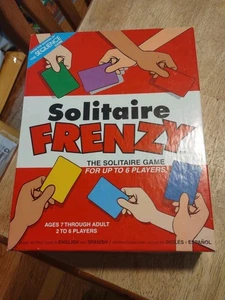 SEQUENCE
Solitaire
FRENZY
THE SOLITAIRE GAME
FOR UP TO 6 PLAYERS!
AGES 7 THROUGH ADULT
2 TO 6 PLAYERS
ENGLISH SPANISH INGLES - ESPAÑOL